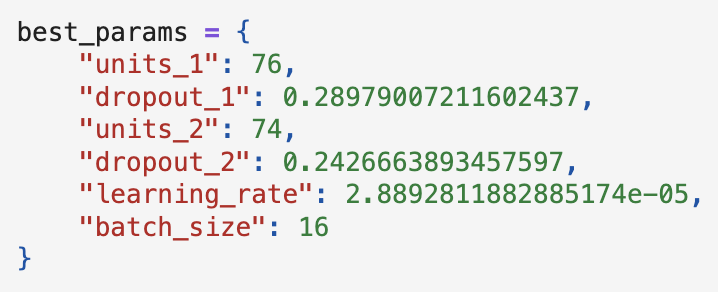 best_params = {
    "units_1": 76,
    "dropout_1": 0.28979007211602437,
    "units_2": 74,
    "dropout_2": 0.2426663893457597,
    "learning_rate": 2.8892811882885174e-05,
    "batch_size": 16
}